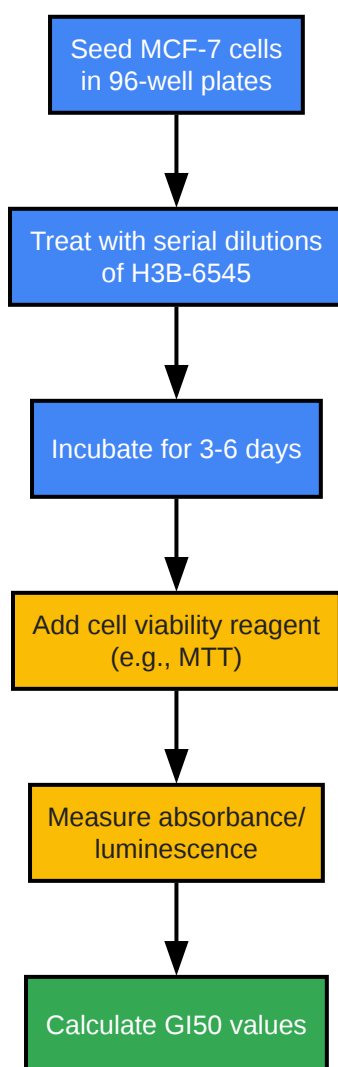 Seed MCF-7 cells
in 96-well plates
Treat with serial dilutions
of H3B-6545
Incubate for 3-6 days
Add cell viability reagent
(e.g., MTT)
Measure absorbance/
luminescence
Calculate GI50 values